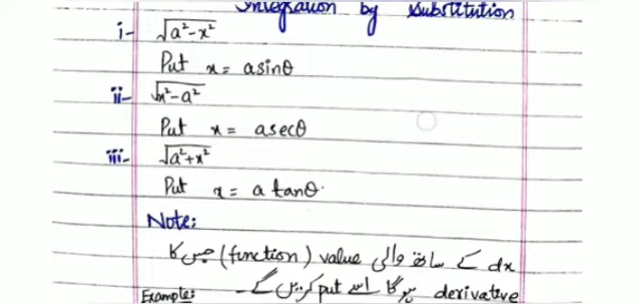 Integration by Substitution
i- √a²-x²
Put x = a sinθ
ii- √x²-a²
Put x = a secθ
iii- √a²+x²
Put x = a tanθ.
Note:
dx کے ساتھ والی value (function) جس کا
derivative ہو گا اسے put کریں گے۔
Example: